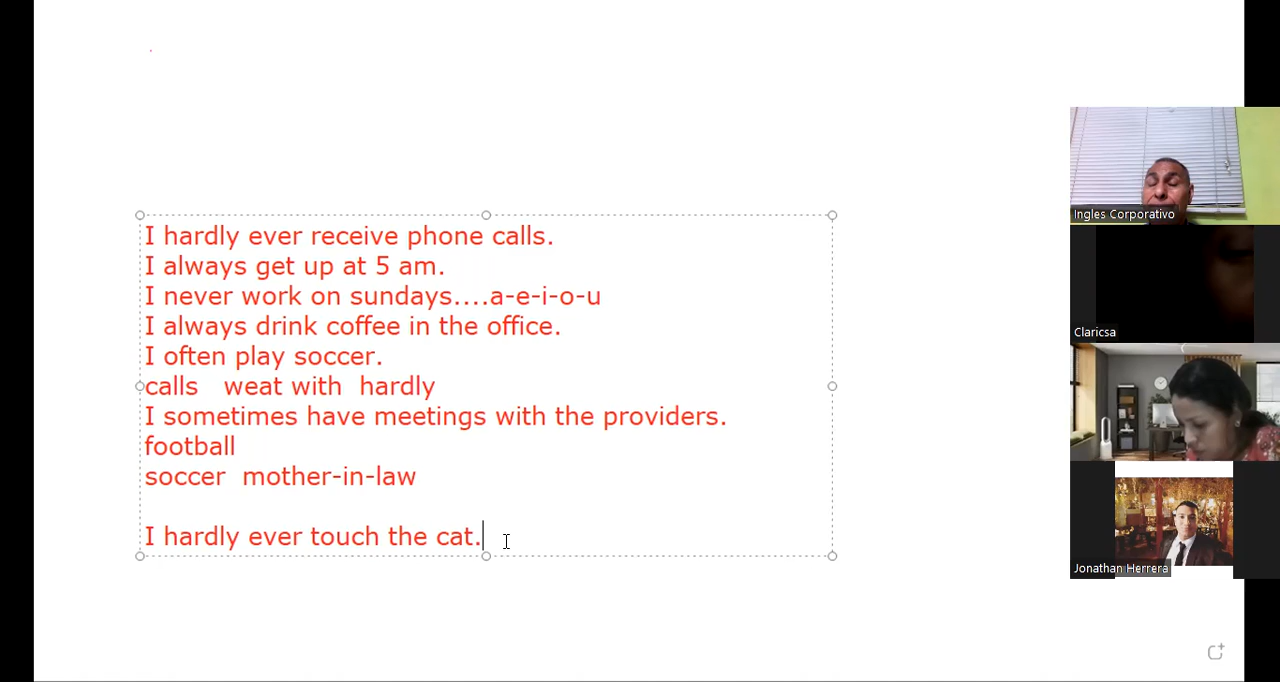 I hardly ever receive phone calls.
I always get up at 5 am.
I never work on sundays....a-e-i-o-u
I always drink coffee in the office.
I often play soccer.
calls   weat with  hardly
I sometimes have meetings with the providers.
football
soccer  mother-in-law
I hardly ever touch the cat.
Ingles Corporativo
Claricsa
Jonathan Herrera